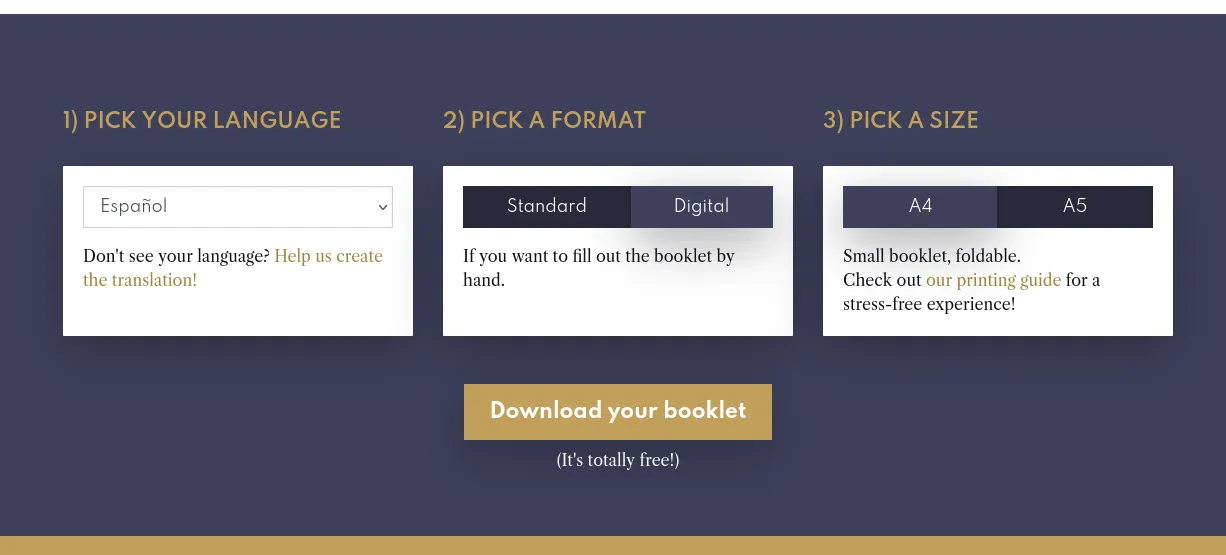 1) PICK YOUR LANGUAGE
Español
Don't see your language? Help us create
the translation!
2) PICK A FORMAT
Standard Digital
If you want to fill out the booklet by
hand.
3) PICK A SIZE
A4 A5
Small booklet, foldable.
Check out our printing guide for a
stress-free experience!
Download your booklet
(It's totally free!)